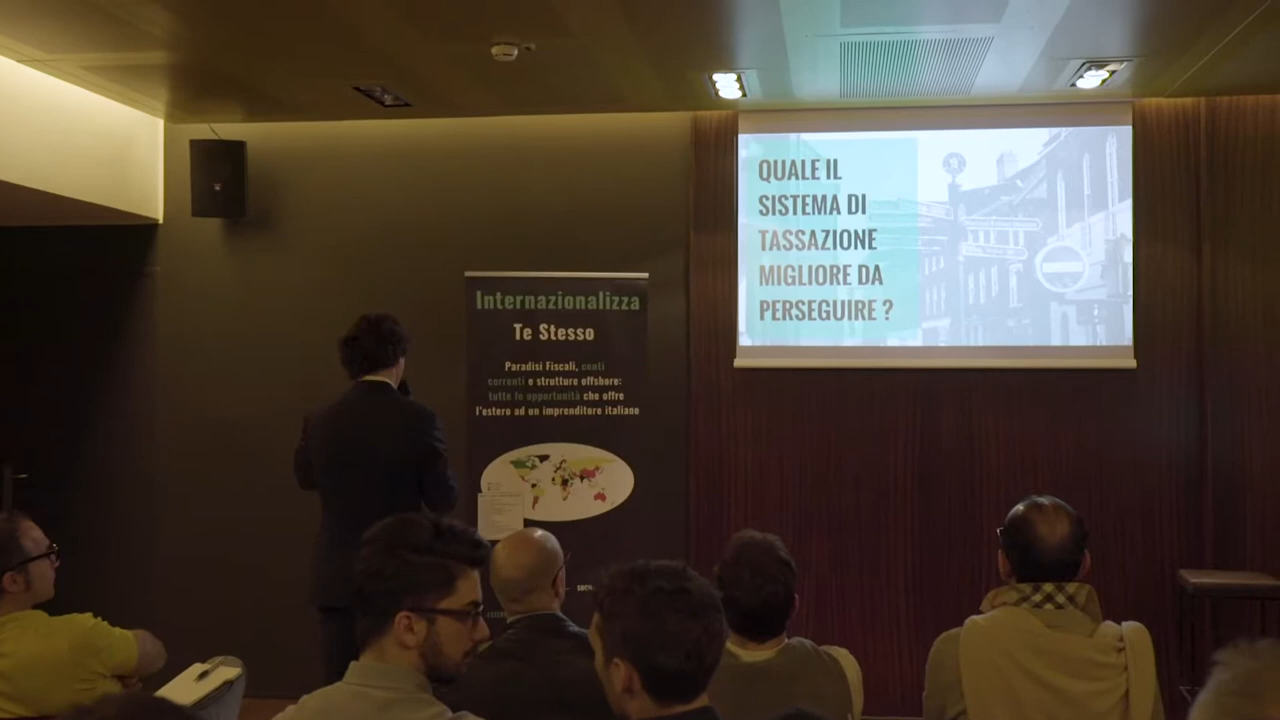 QUALE IL
SISTEMA DI
TASSAZIONE
MIGLIORE DA
PERSEGUIRE ?
Internazionalizza
Te Stesso
Paradisi Fiscali, conti
correnti e strutture offshore:
tutte le opportunità che offre
l'estero ad un imprenditore italiano